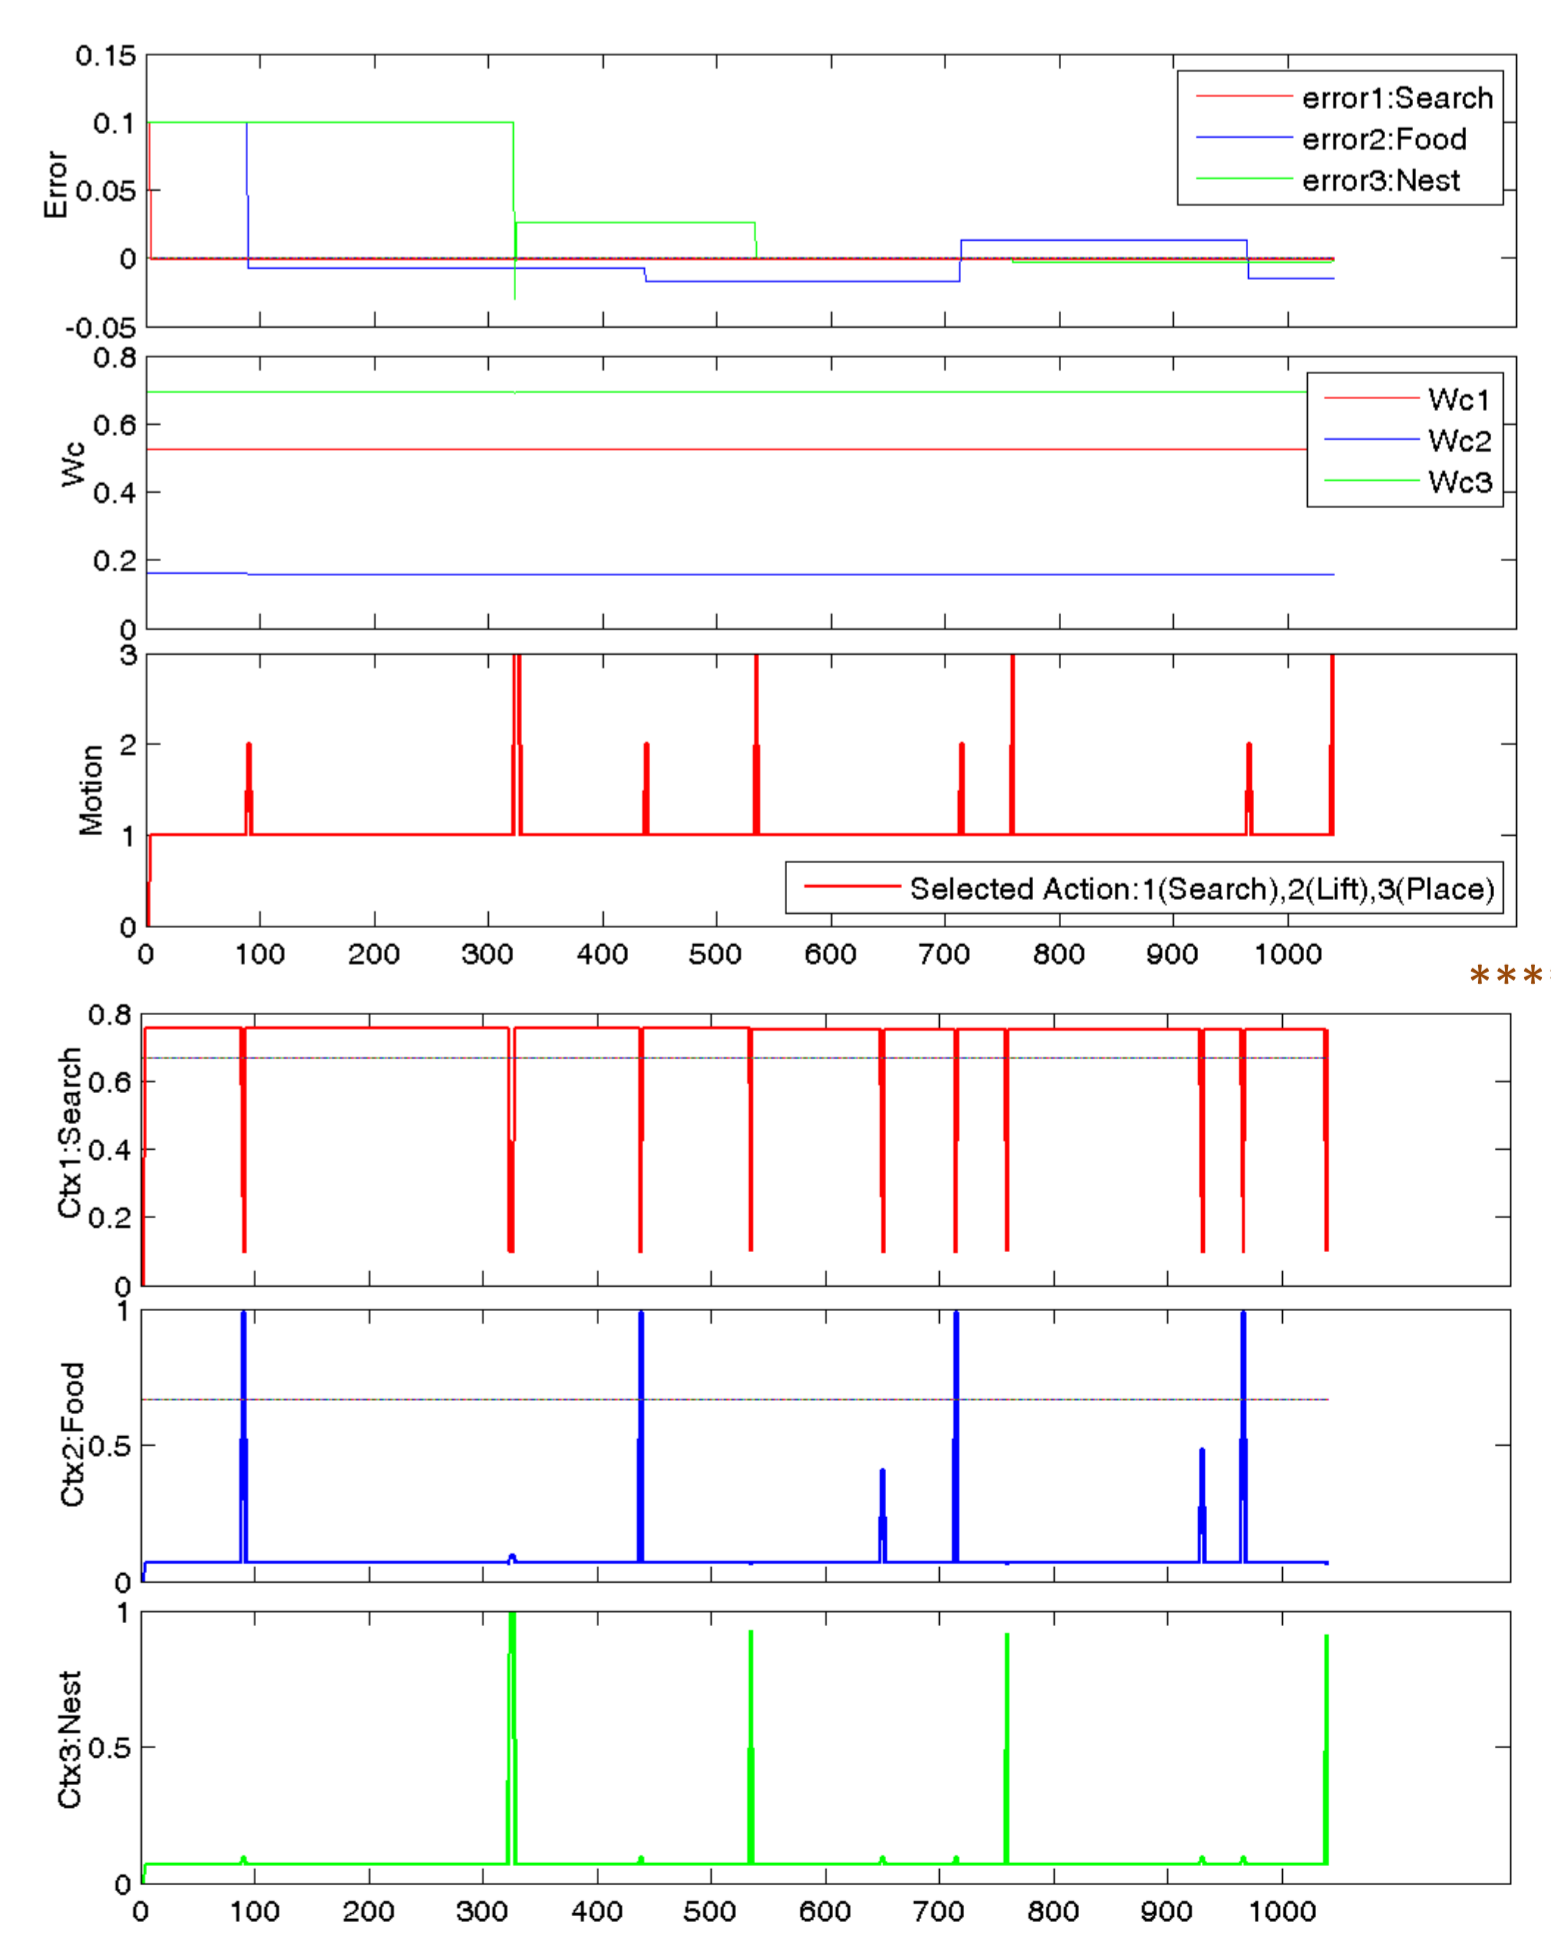 0.15
0.1
0.05
0
-0.05
Error
error1:Search
error2:Food
error3:Nest
0.8
0.6
0.4
0.2
0
Wc
Wc1
Wc2
Wc3
3
2
1
0
Motion
Selected Action:1(Search),2(Lift),3(Place)
0 100 200 300 400 500 600 700 800 900 1000
****
0.8
0.6
0.4
0.2
0
Ctx1:Search
1
0.5
0
Ctx2:Food
1
0.5
0
Ctx3:Nest
0 100 200 300 400 500 600 700 800 900 1000